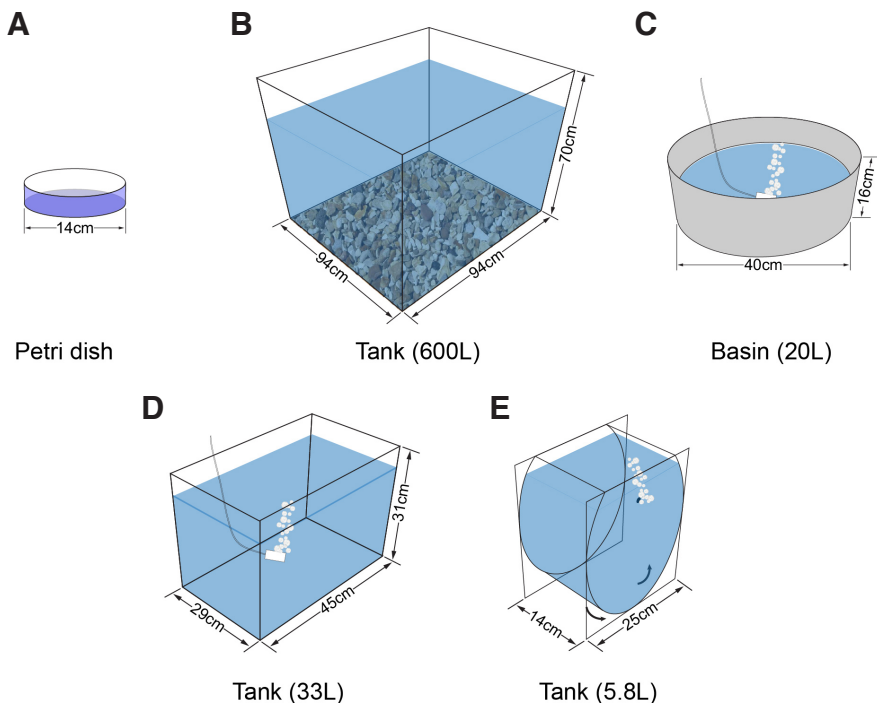 A
B
C
14cm
94cm
94cm
70cm
40cm
16cm
Petri dish
Tank (600L)
Basin (20L)
D
E
29cm
45cm
31cm
14cm
25cm
Tank (33L)
Tank (5.8L)